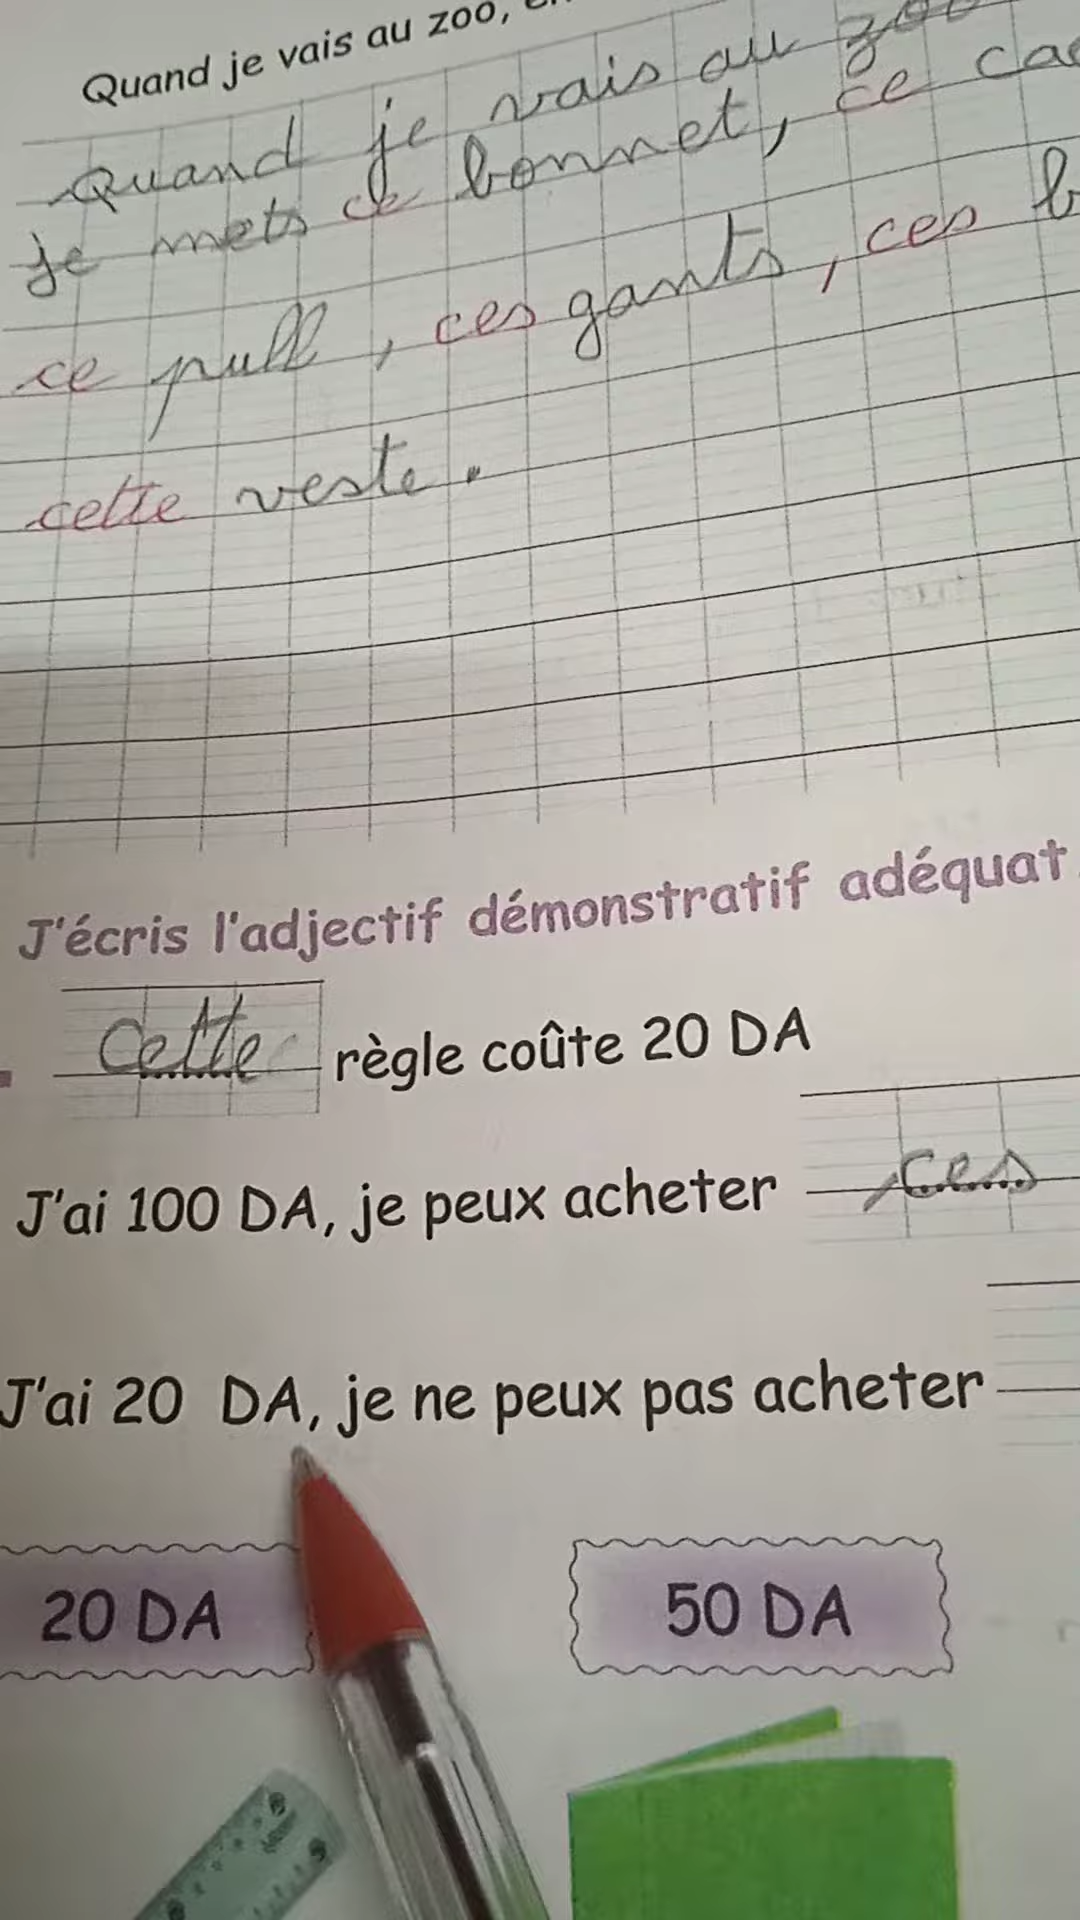 Quand je vais au zoo,
Quand je vais au zoo
je mets ce bonnet, ce
ce pull, ces gants, ces
cette veste.
J'écris l'adjectif démonstratif adéquat
Cette règle coûte 20 DA
J'ai 100 DA, je peux acheter ces
J'ai 20 DA, je ne peux pas acheter
20 DA
50 DA